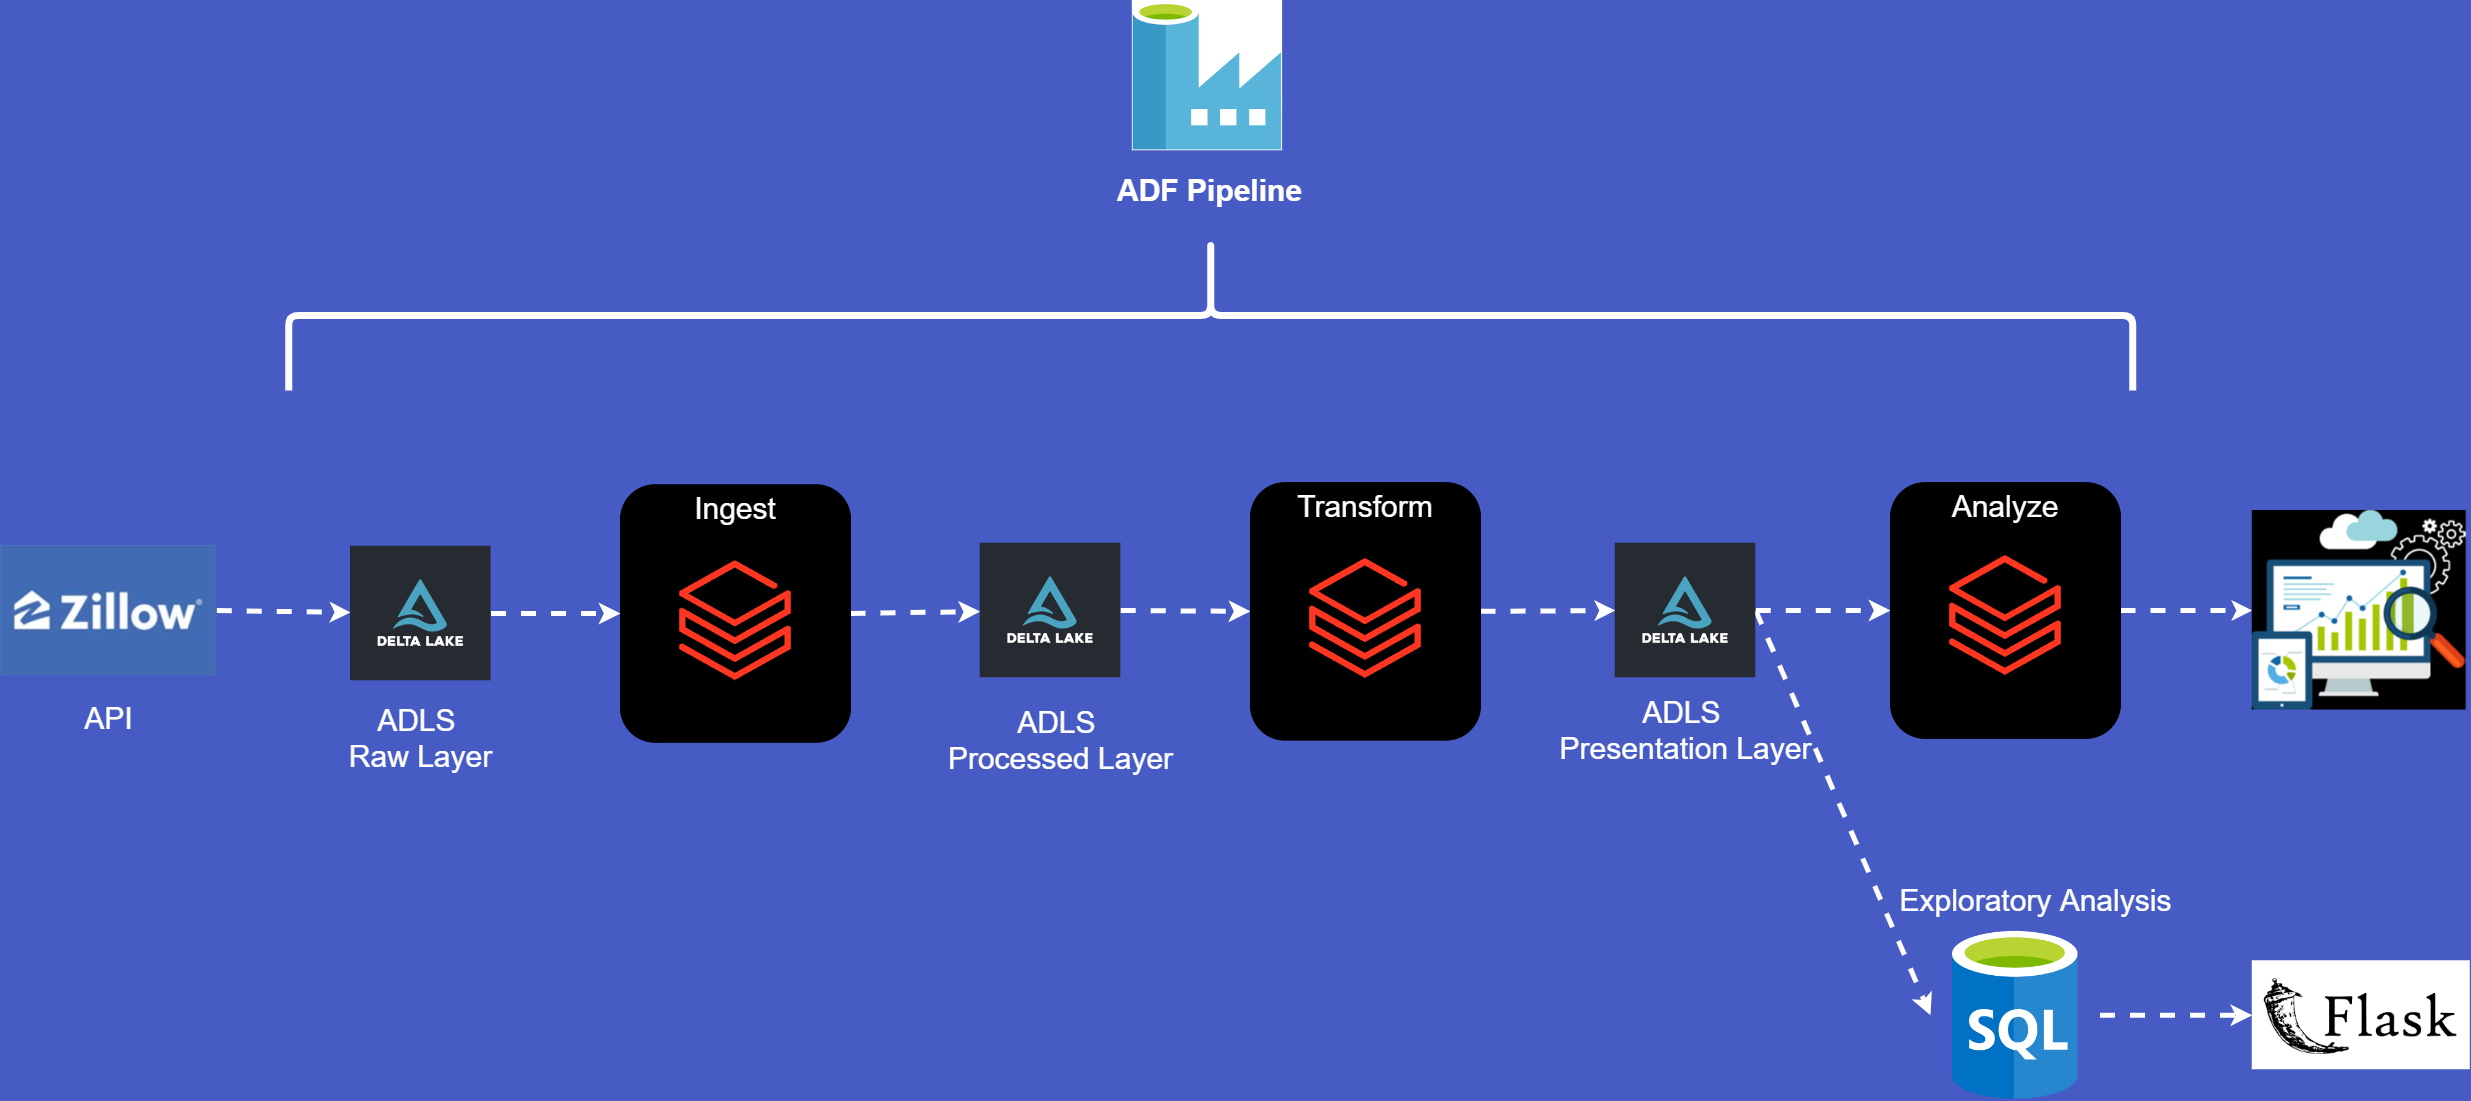 ADF Pipeline
Ingest
Transform
Analyze
Zillow®
DELTA LAKE
DELTA LAKE
DELTA LAKE
API
ADLS
Raw Layer
ADLS
Processed Layer
ADLS
Presentation Layer
Exploratory Analysis
SQL
Flask